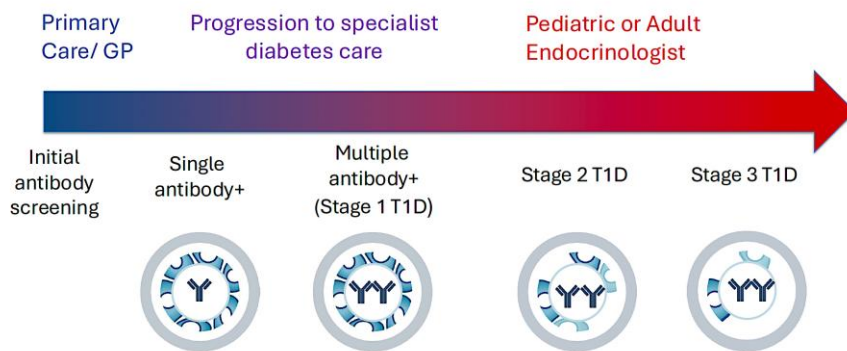 Primary
Care/ GP
Progression to specialist
diabetes care
Pediatric or Adult
Endocrinologist
Initial
antibody
screening
Single
antibody+
Multiple
antibody+
(Stage 1 T1D)
Stage 2 T1D
Stage 3 T1D